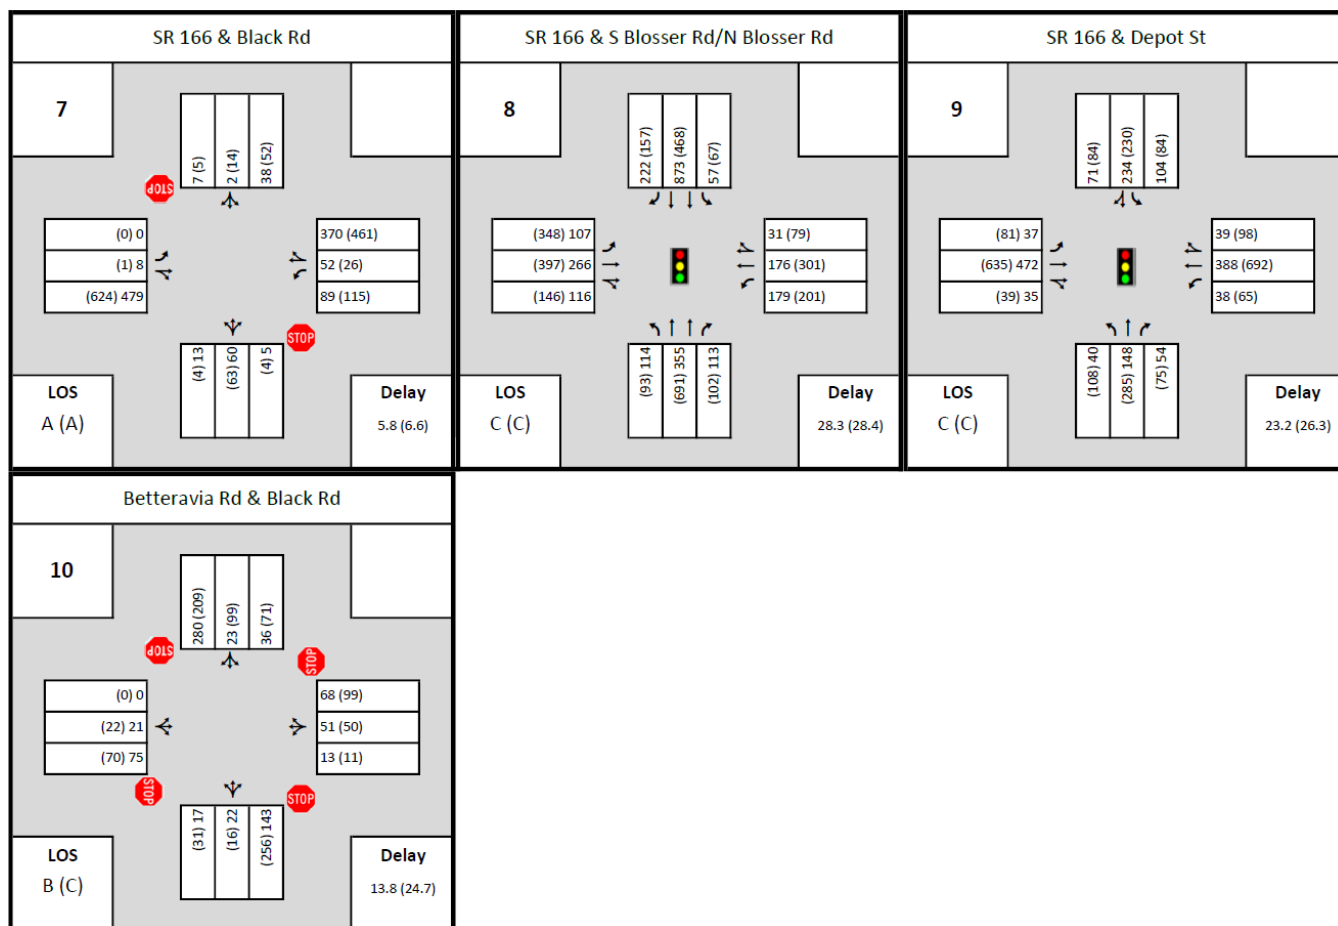 SR 166 & Black Rd
7
7 (5)
2 (14)
38 (52)
STOP
(0) 0
(1) 8
(624) 479
370 (461)
52 (26)
89 (115)
STOP
(4) 13
(63) 60
(4) 5
LOS
A (A)
Delay
5.8 (6.6)
SR 166 & S Blosser Rd/N Blosser Rd
8
222 (157)
873 (468)
57 (67)
(348) 107
(397) 266
(146) 116
31 (79)
176 (301)
179 (201)
(93) 114
(691) 355
(102) 113
LOS
C (C)
Delay
28.3 (28.4)
SR 166 & Depot St
9
71 (84)
234 (230)
104 (84)
(81) 37
(635) 472
(39) 35
39 (98)
388 (692)
38 (65)
(108) 40
(285) 148
(75) 54
LOS
C (C)
Delay
23.2 (26.3)
Betteravia Rd & Black Rd
10
280 (209)
23 (99)
36 (71)
STOP
STOP
(0) 0
(22) 21
(70) 75
68 (99)
51 (50)
13 (11)
STOP
STOP
(31) 17
(16) 22
(256) 143
LOS
B (C)
Delay
13.8 (24.7)